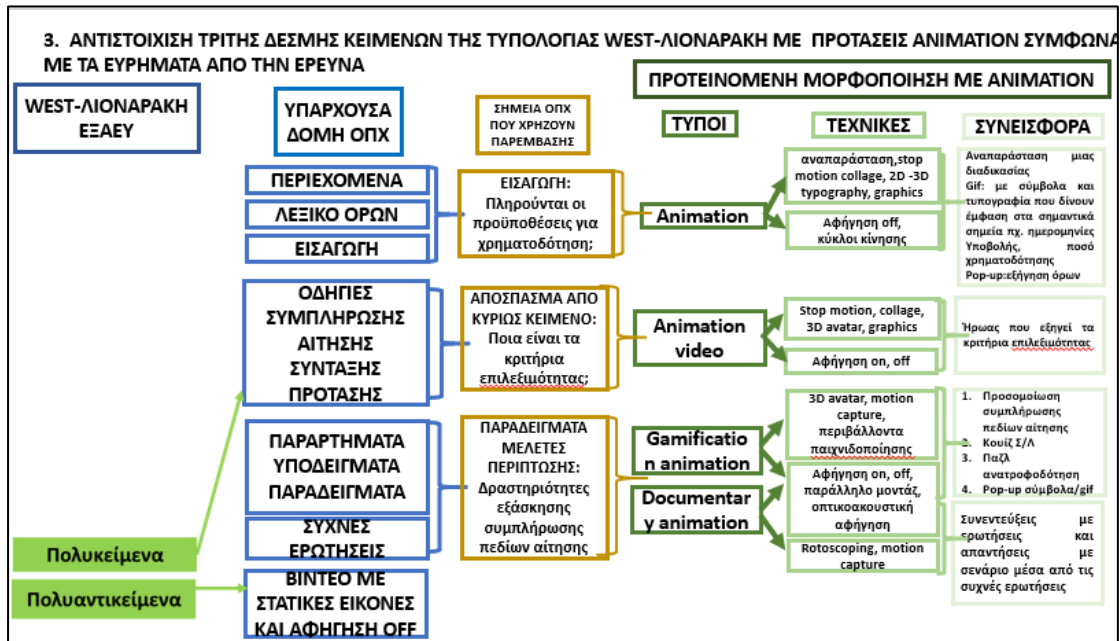 3. ΑΝΤΙΣΤΟΙΧΙΣΗ ΤΡΙΤΗΣ ΔΕΣΜΗΣ ΚΕΙΜΕΝΩΝ ΤΗΣ ΤΥΠΟΛΟΓΙΑΣ WEST-ΛΙΟΝΑΡΑΚΗ ΜΕ ΠΡΟΤΑΣΕΙΣ ANIMATION ΣΥΜΦΩΝΑ
ΜΕ ΤΑ ΕΥΡΗΜΑΤΑ ΑΠΟ ΤΗΝ ΕΡΕΥΝΑ
WEST-ΛΙΟΝΑΡΑΚΗ
ΕΞΑΕΥ
Πολυκείμενα
Πολυαντικείμενα
ΥΠΑΡΧΟΥΣΑ
ΔΟΜΗ ΟΠΧ
ΠΕΡΙΕΧΟΜΕΝΑ
ΛΕΞΙΚΟ ΟΡΩΝ
ΕΙΣΑΓΩΓΗ
ΟΔΗΓΙΕΣ
ΣΥΜΠΛΗΡΩΣΗΣ
ΑΙΤΗΣΗΣ
ΣΥΝΤΑΞΗΣ
ΠΡΟΤΑΣΗΣ
ΠΑΡΑΡΤΗΜΑΤΑ
ΥΠΟΔΕΙΓΜΑΤΑ
ΠΑΡΑΔΕΙΓΜΑΤΑ
ΣΥΧΝΕΣ
ΕΡΩΤΗΣΕΙΣ
ΒΙΝΤΕΟ ΜΕ
ΣΤΑΤΙΚΕΣ ΕΙΚΟΝΕΣ
ΚΑΙ ΑΦΗΓΗΣΗ OFF
ΣΗΜΕΙΑ ΟΠΧ
ΠΟΥ ΧΡΗΖΟΥΝ
ΠΑΡΕΜΒΑΣΗΣ
ΕΙΣΑΓΩΓΗ:
Πληρούνται οι
προϋποθέσεις για
χρηματοδότηση;
ΑΠΟΣΠΑΣΜΑ ΑΠΟ
ΚΥΡΙΩΣ ΚΕΙΜΕΝΟ:
Ποια είναι τα
κριτήρια
επιλεξιμότητας;
ΠΑΡΑΔΕΙΓΜΑΤΑ
ΜΕΛΕΤΕΣ
ΠΕΡΙΠΤΩΣΗΣ:
Δραστηριότητες
εξάσκησης
συμπλήρωσης
πεδίων αίτησης
ΠΡΟΤΕΙΝΟΜΕΝΗ ΜΟΡΦΟΠΟΙΗΣΗ ΜΕ ANIMATION
ΤΥΠΟΙ
Animation
Animation
video
Gamificatio
n animation
Documentar
y animation
ΤΕΧΝΙΚΕΣ
αναπαράσταση,stop
motion collage, 2D -3D
typography, graphics
Αφήγηση off,
κύκλοι κίνησης
Stop motion, collage,
3D avatar, graphics
Αφήγηση on, off
3D avatar, motion
capture,
περιβάλλοντα
παιχνιδοποίησης
Αφήγηση on, off,
παράλληλο μοντάζ,
οπτικοακουστική
αφήγηση
Rotoscoping, motion
capture
ΣΥΝΕΙΣΦΟΡΑ
Αναπαράσταση μιας
διαδικασίας
Gif: με σύμβολα και
τυπογραφία που δίνουν
έμφαση στα σημαντικά
σημεία πχ. ημερομηνίες
Υποβολής, ποσό
χρηματοδότησης
Pop-up:εξήγηση όρων
Ήρωας που εξηγεί τα
κριτήρια επιλεξιμότητας
1. Προσομοίωση
συμπλήρωσης
πεδίων αίτησης
2. Κουίζ Σ/Λ
3. Παζλ
ανατροφοδότηση
4. Pop-up σύμβολα/gif
Συνεντεύξεις με
ερωτήσεις και
απαντήσεις με
σενάριο μέσα από τις
συχνές ερωτήσεις